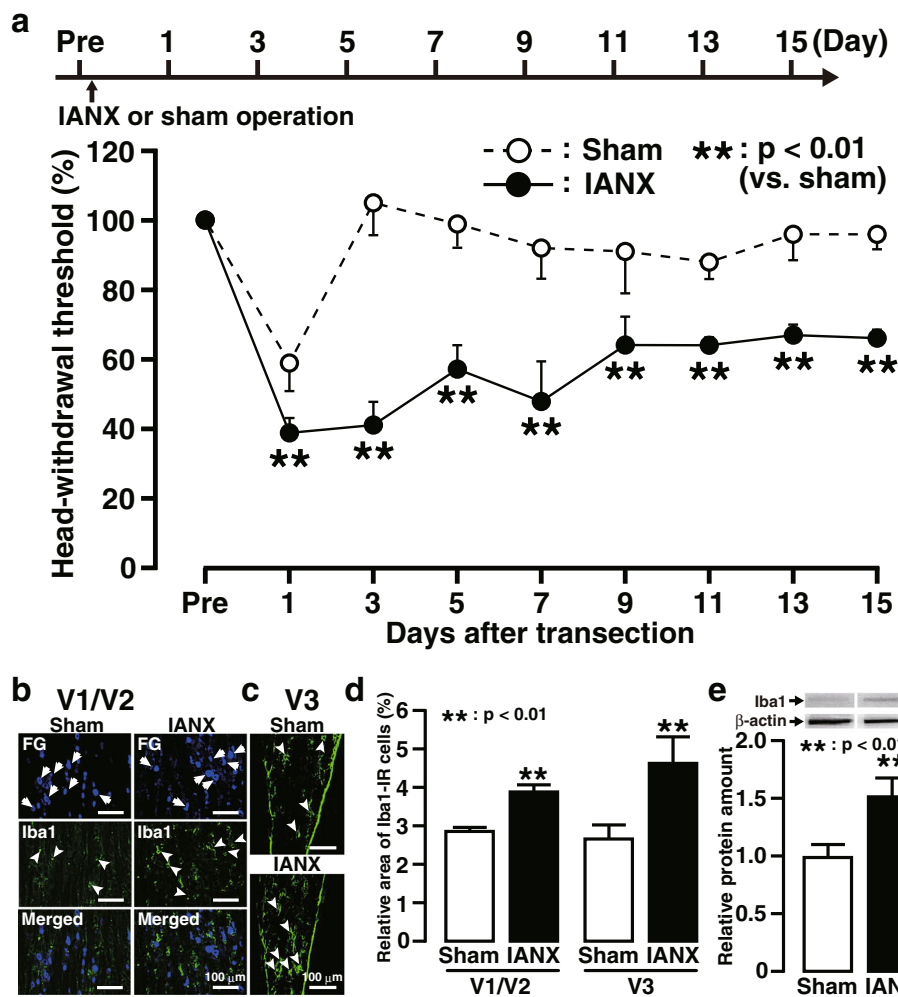 a
Pre 1 3 5 7 9 11 13 15 (Day)
IANX or sham operation
Head-withdrawal threshold (%)
120
100
80
60
40
20
0
: Sham
: IANX
** : p < 0.01
(vs. sham)
** ** ** ** ** ** ** **
Pre 1 3 5 7 9 11 13 15
Days after transection
b V1/V2
Sham IANX
FG FG
Iba1 Iba1
Merged Merged
100 μm
c V3
Sham
IANX
100 μm
d
Relative area of Iba1-IR cells (%)
6
5
4
3
2
1
0
** : p < 0.01
**
**
Sham IANX Sham IANX
V1/V2 V3
e
Iba1
β-actin
Relative protein amount
2.0
1.5
1.0
0.5
0
** : p < 0.01
**
Sham